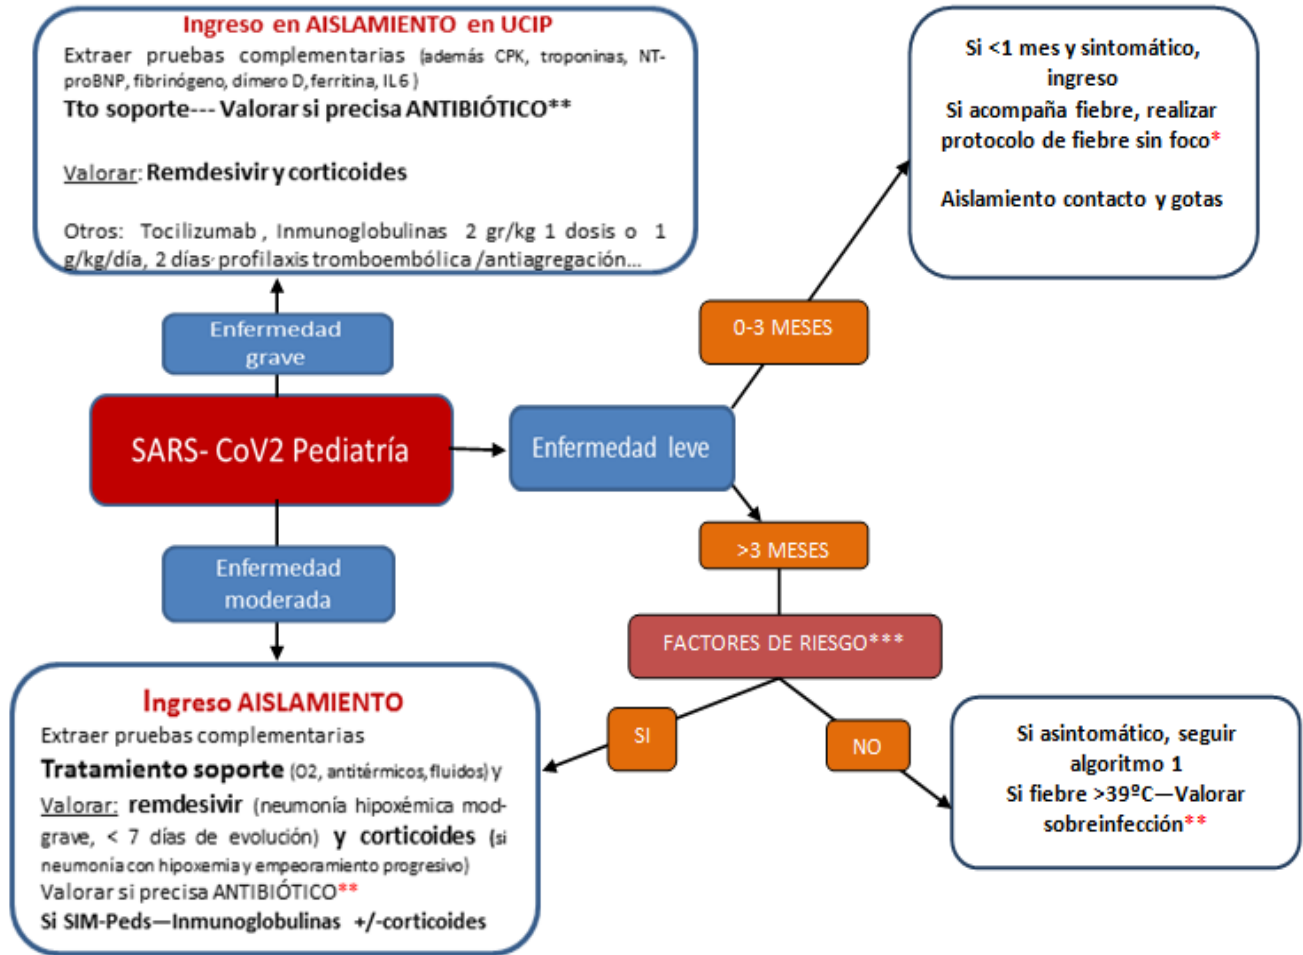 Ingreso en AISLAMIENTO en UCIP
Extraer pruebas complementarias (además CPK, troponinas, NT-
proBNP, fibrinógeno, dímero D, ferritina, IL6 )
Tto soporte--- Valorar si precisa ANTIBIÓTICO**
Valorar: Remdesivir y corticoides
Otros: Tocilizumab , Inmunoglobulinas 2 gr/kg 1 dosis o 1
g/kg/día, 2 días· profilaxis tromboembólica /antiagregación...
Si <1 mes y sintomático,
ingreso
Si acompaña fiebre, realizar
protocolo de fiebre sin foco*
Aislamiento contacto y gotas
Enfermedad
grave
0-3 MESES
SARS- CoV2 Pediatría
Enfermedad leve
>3 MESES
Enfermedad
moderada
FACTORES DE RIESGO***
SI
NO
Ingreso AISLAMIENTO
Extraer pruebas complementarias
Tratamiento soporte (O2, antitérmicos, fluidos) y
Valorar: remdesivir (neumonía hipoxémica mod-
grave, < 7 días de evolución) y corticoides (si
neumonia con hipoxemia y empeoramiento progresivo)
Valorar si precisa ANTIBIÓTICO**
Si SIM-Peds—Inmunoglobulinas +/-corticoides
Si asintomático, seguir
algoritmo 1
Si fiebre >39ºC—Valorar
sobreinfección**